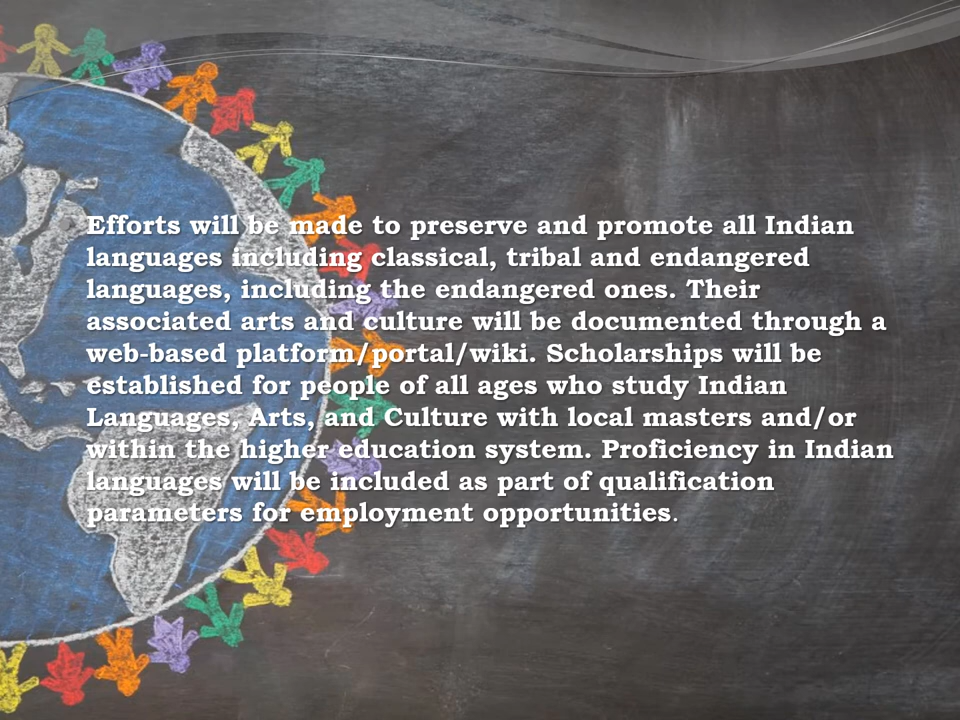 Efforts will be made to preserve and promote all Indian
languages including classical, tribal and endangered
languages, including the endangered ones. Their
associated arts and culture will be documented through a
web-based platform/portal/wiki. Scholarships will be
established for people of all ages who study Indian
Languages, Arts, and Culture with local masters and/or
within the higher education system. Proficiency in Indian
languages will be included as part of qualification
parameters for employment opportunities.